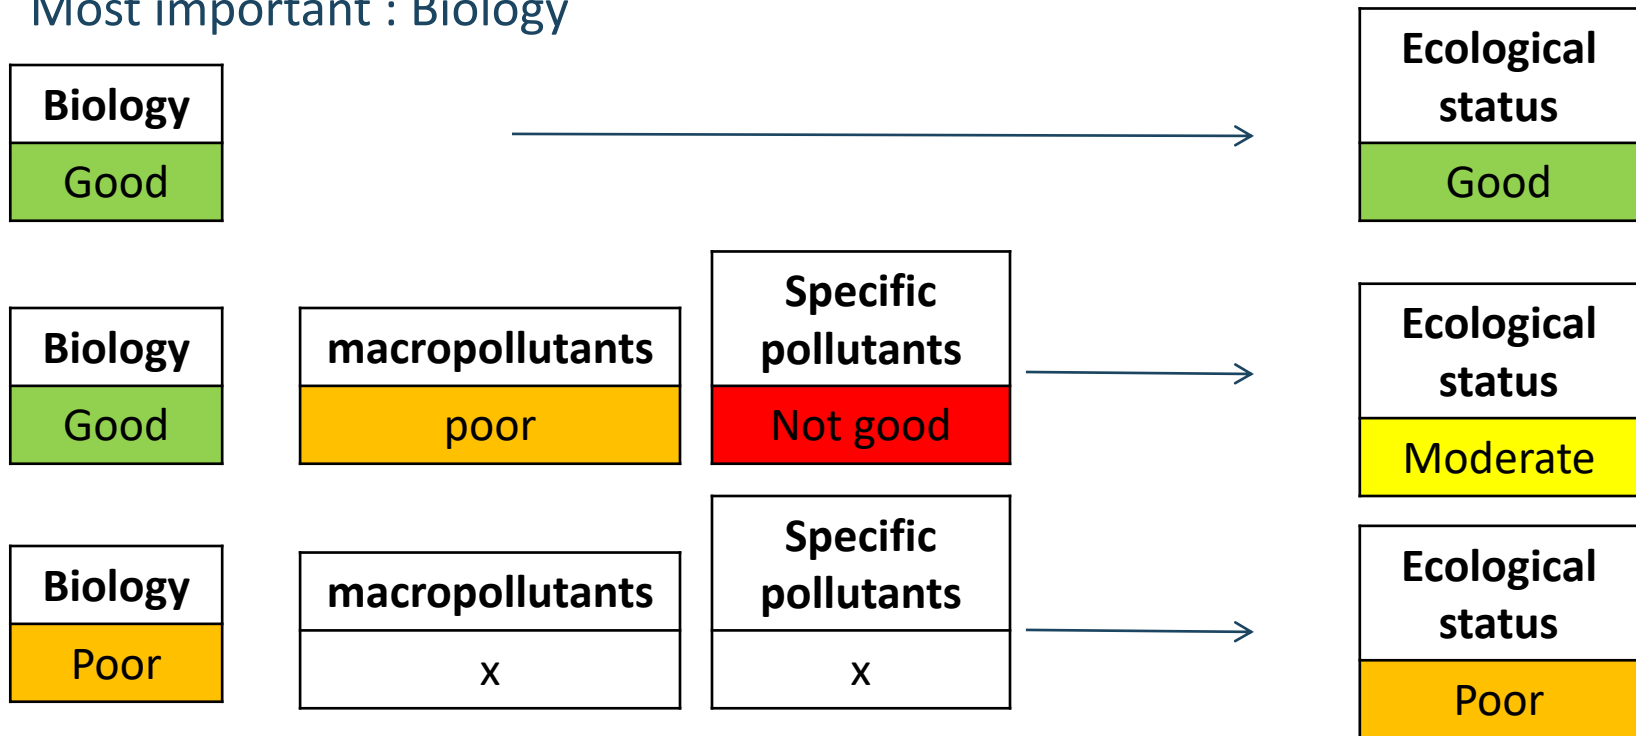 Most important : Biology
Biology
Good
Ecological
status
Good
Biology
Good
macropollutants
poor
Specific
pollutants
Not good
Ecological
status
Moderate
Biology
Poor
macropollutants
x
Specific
pollutants
x
Ecological
status
Poor